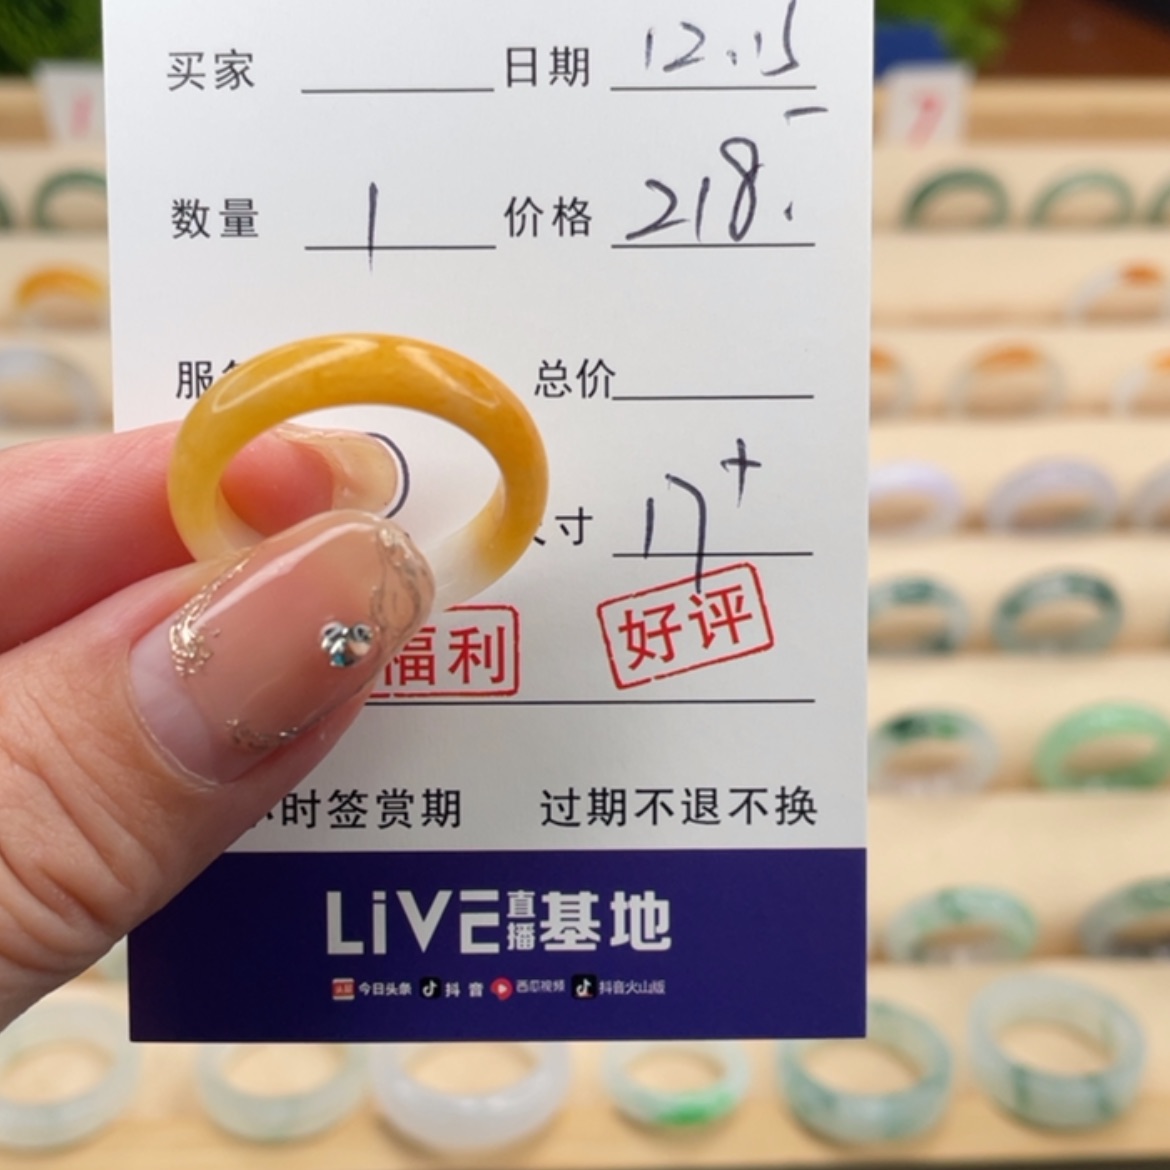 买家 日期 12.15
数量 1 价格 218.
服 总价
寸 17+
福利 好评
时签赏期 过期不退不换
LiVE直播基地
今日头条 抖音 西瓜视频 抖音火山版